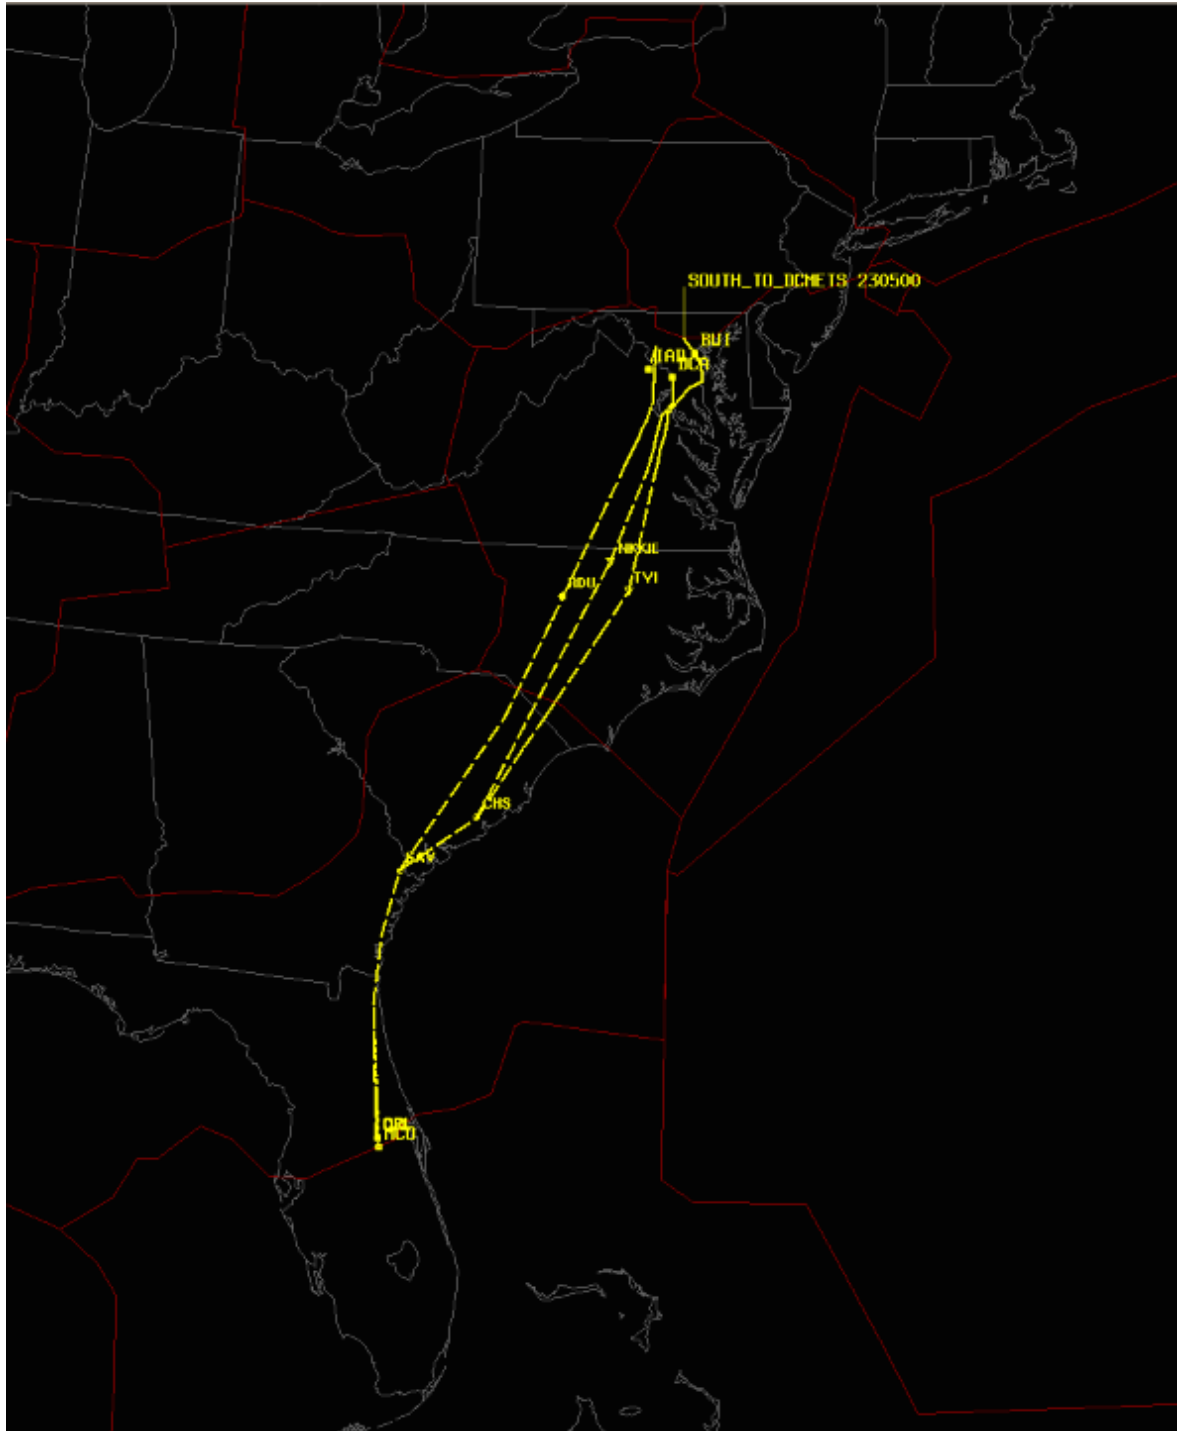 SOUTH_TO_DCMETS 230500
BWI
IAD
DCA
NKKIE
TYI
RDU
CHS
SAV
ORL
MCO